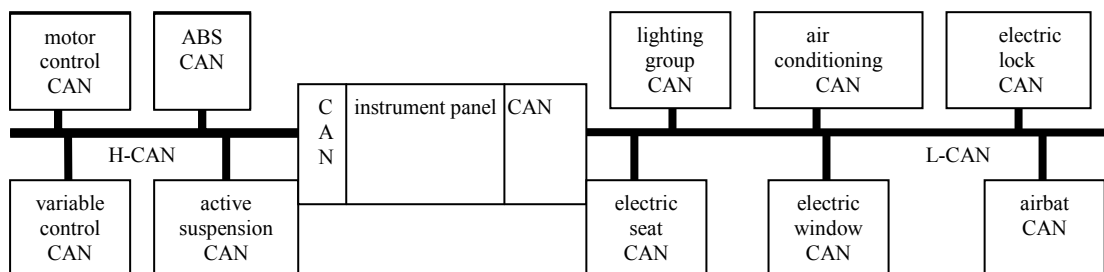 motor
control
CAN
ABS
CAN
lighting
group
CAN
air
conditioning
CAN
electric
lock
CAN
C
A
N
instrument panel
CAN
H-CAN
L-CAN
variable
control
CAN
active
suspension
CAN
electric
seat
CAN
electric
window
CAN
airbat
CAN